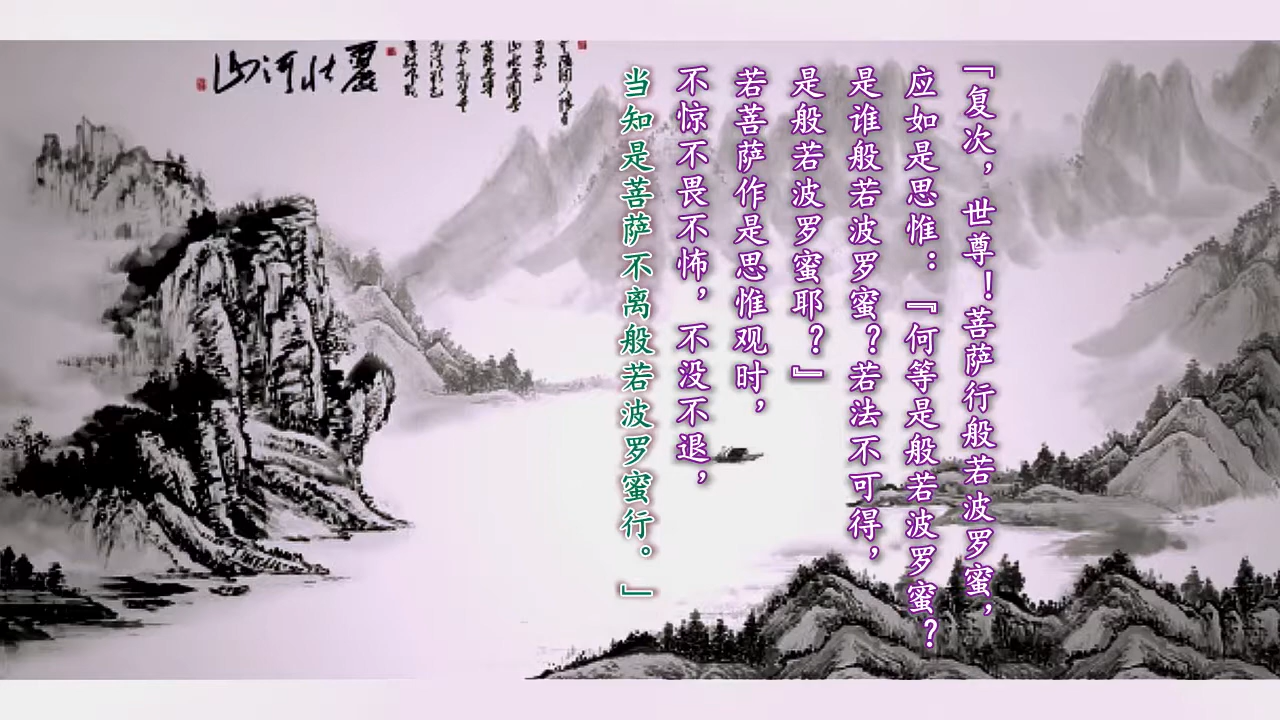 「复次，世尊！菩萨行般若波罗蜜，
应如是思惟：『何等是般若波罗蜜？
是谁般若波罗蜜？若法不可得，
是般若波罗蜜耶？』
若菩萨作是思惟观时，
不惊不畏不怖，不没不退，
当知是菩萨不离般若波罗蜜行。」
麗壮河山